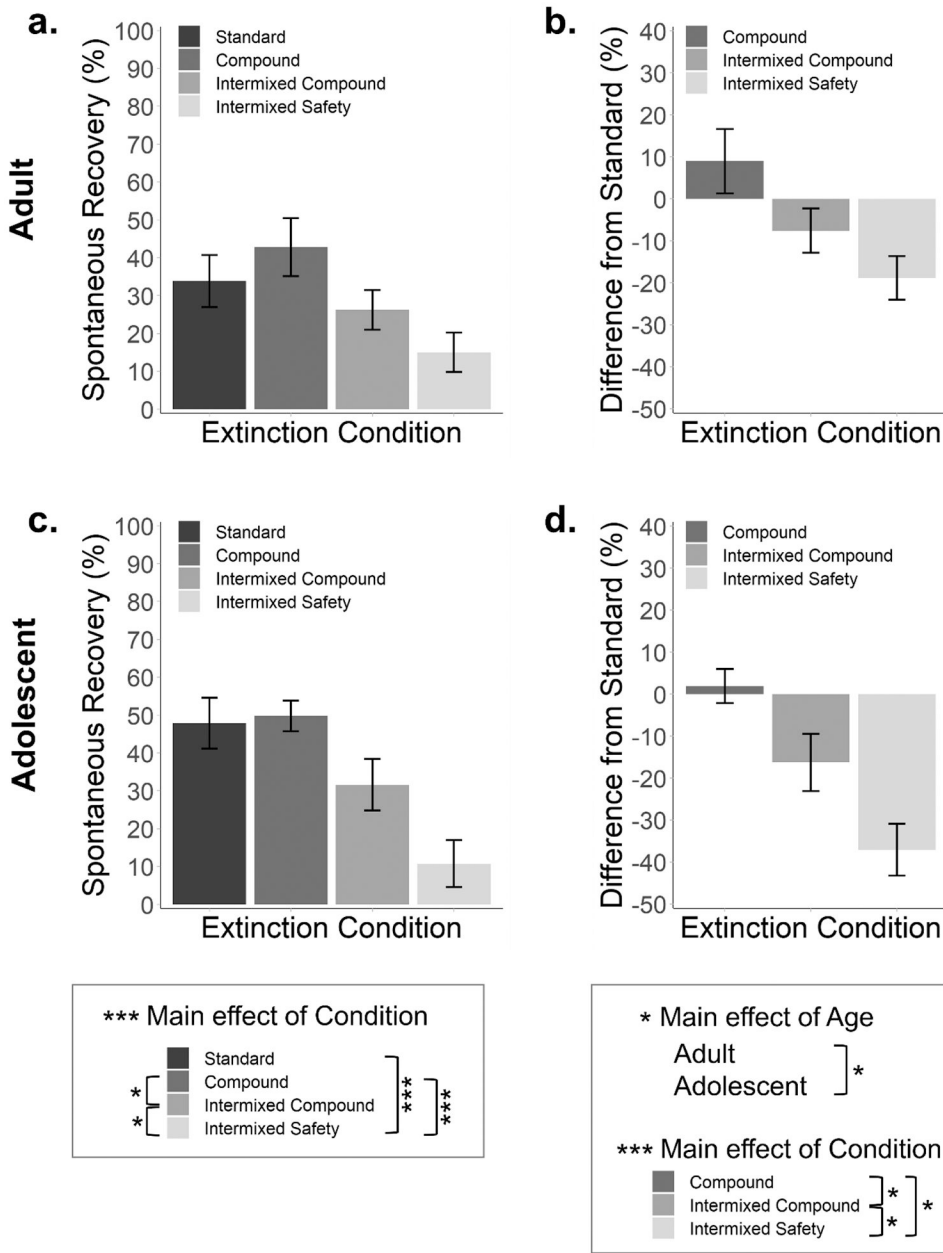 a.
Adult
Spontaneous Recovery (%)
100
90
80
70
60
50
40
30
20
10
0
Standard
Compound
Intermixed Compound
Intermixed Safety
Extinction Condition
b.
Difference from Standard (%)
40
30
20
10
0
-10
-20
-30
-40
-50
Compound
Intermixed Compound
Intermixed Safety
Extinction Condition
c.
Adolescent
Spontaneous Recovery (%)
100
90
80
70
60
50
40
30
20
10
0
Standard
Compound
Intermixed Compound
Intermixed Safety
Extinction Condition
d.
Difference from Standard (%)
40
30
20
10
0
-10
-20
-30
-40
-50
Compound
Intermixed Compound
Intermixed Safety
Extinction Condition
*** Main effect of Condition
Standard
Compound
Intermixed Compound
Intermixed Safety
*
*
***
***
* Main effect of Age
Adult
Adolescent
*
*** Main effect of Condition
Compound
Intermixed Compound
Intermixed Safety
*
*
*